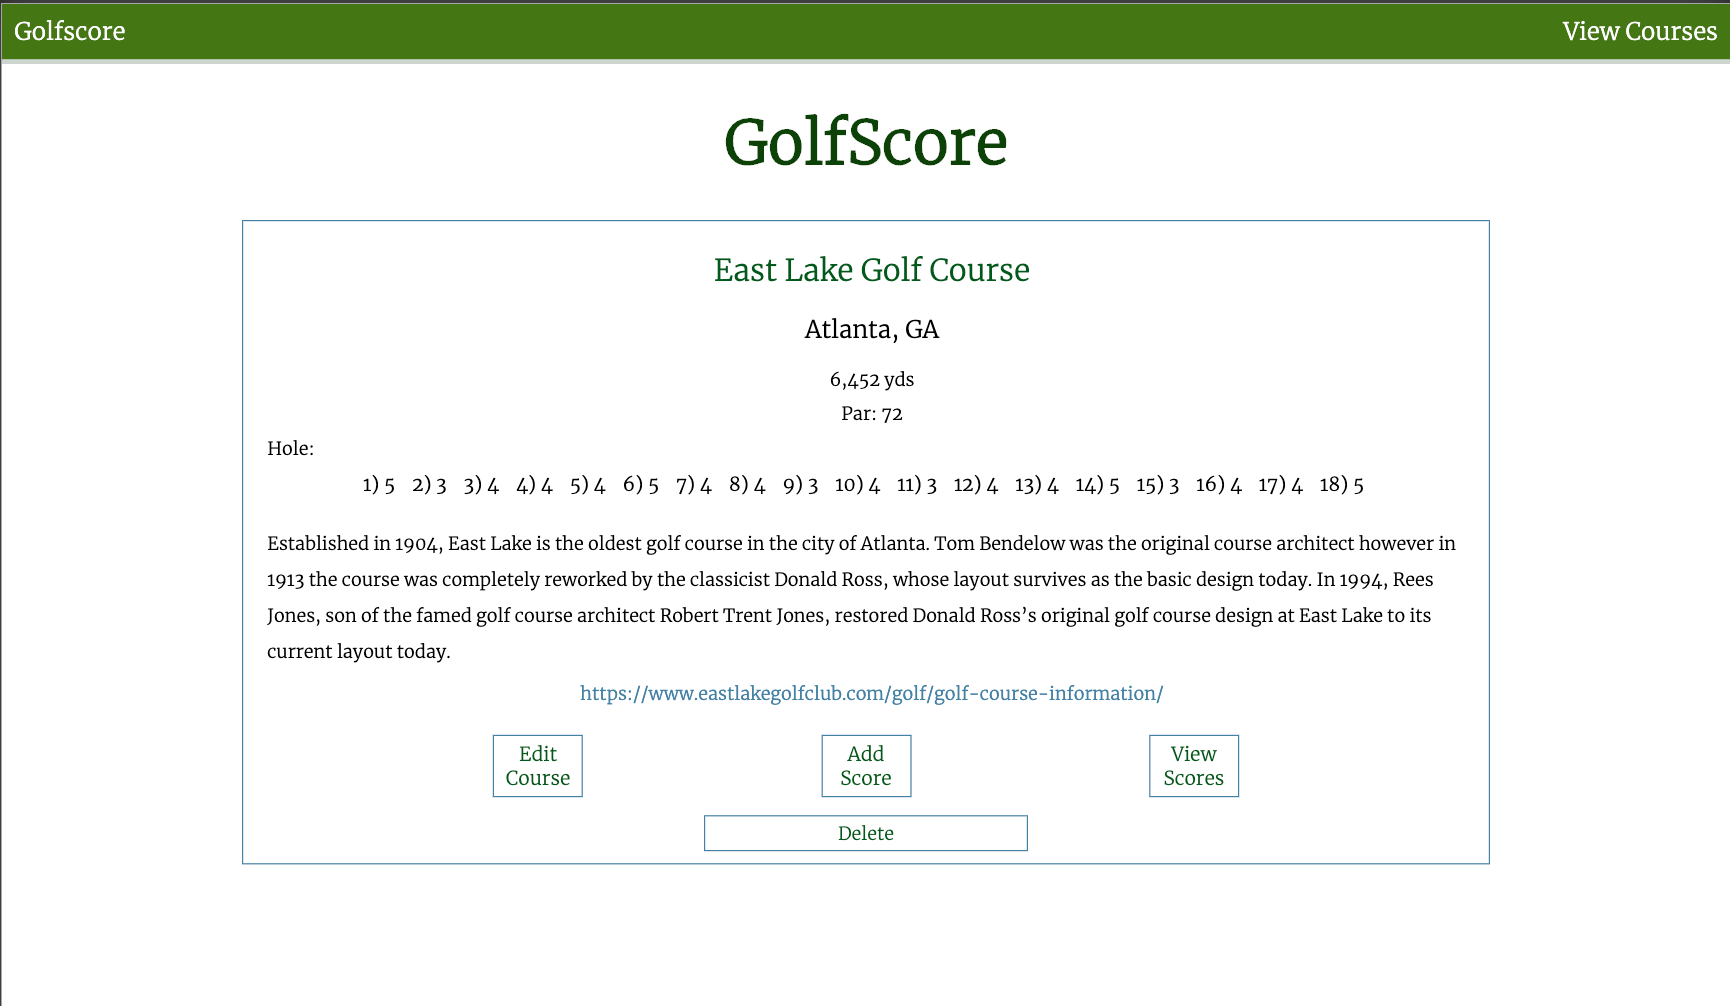 Golfscore
View Courses
GolfScore
East Lake Golf Course
Atlanta, GA
6,452 yds
Par: 72
Hole:
1) 5 2) 3 3) 4 4) 4 5) 4 6) 5 7) 4 8) 4 9) 3 10) 4 11) 3 12) 4 13) 4 14) 5 15) 3 16) 4 17) 4 18) 5
Established in 1904, East Lake is the oldest golf course in the city of Atlanta. Tom Bendelow was the original course architect however in
1913 the course was completely reworked by the classicist Donald Ross, whose layout survives as the basic design today. In 1994, Rees
Jones, son of the famed golf course architect Robert Trent Jones, restored Donald Ross’s original golf course design at East Lake to its
current layout today.
https://www.eastlakegolfclub.com/golf/golf-course-information/
Edit
Course
Add
Score
View
Scores
Delete